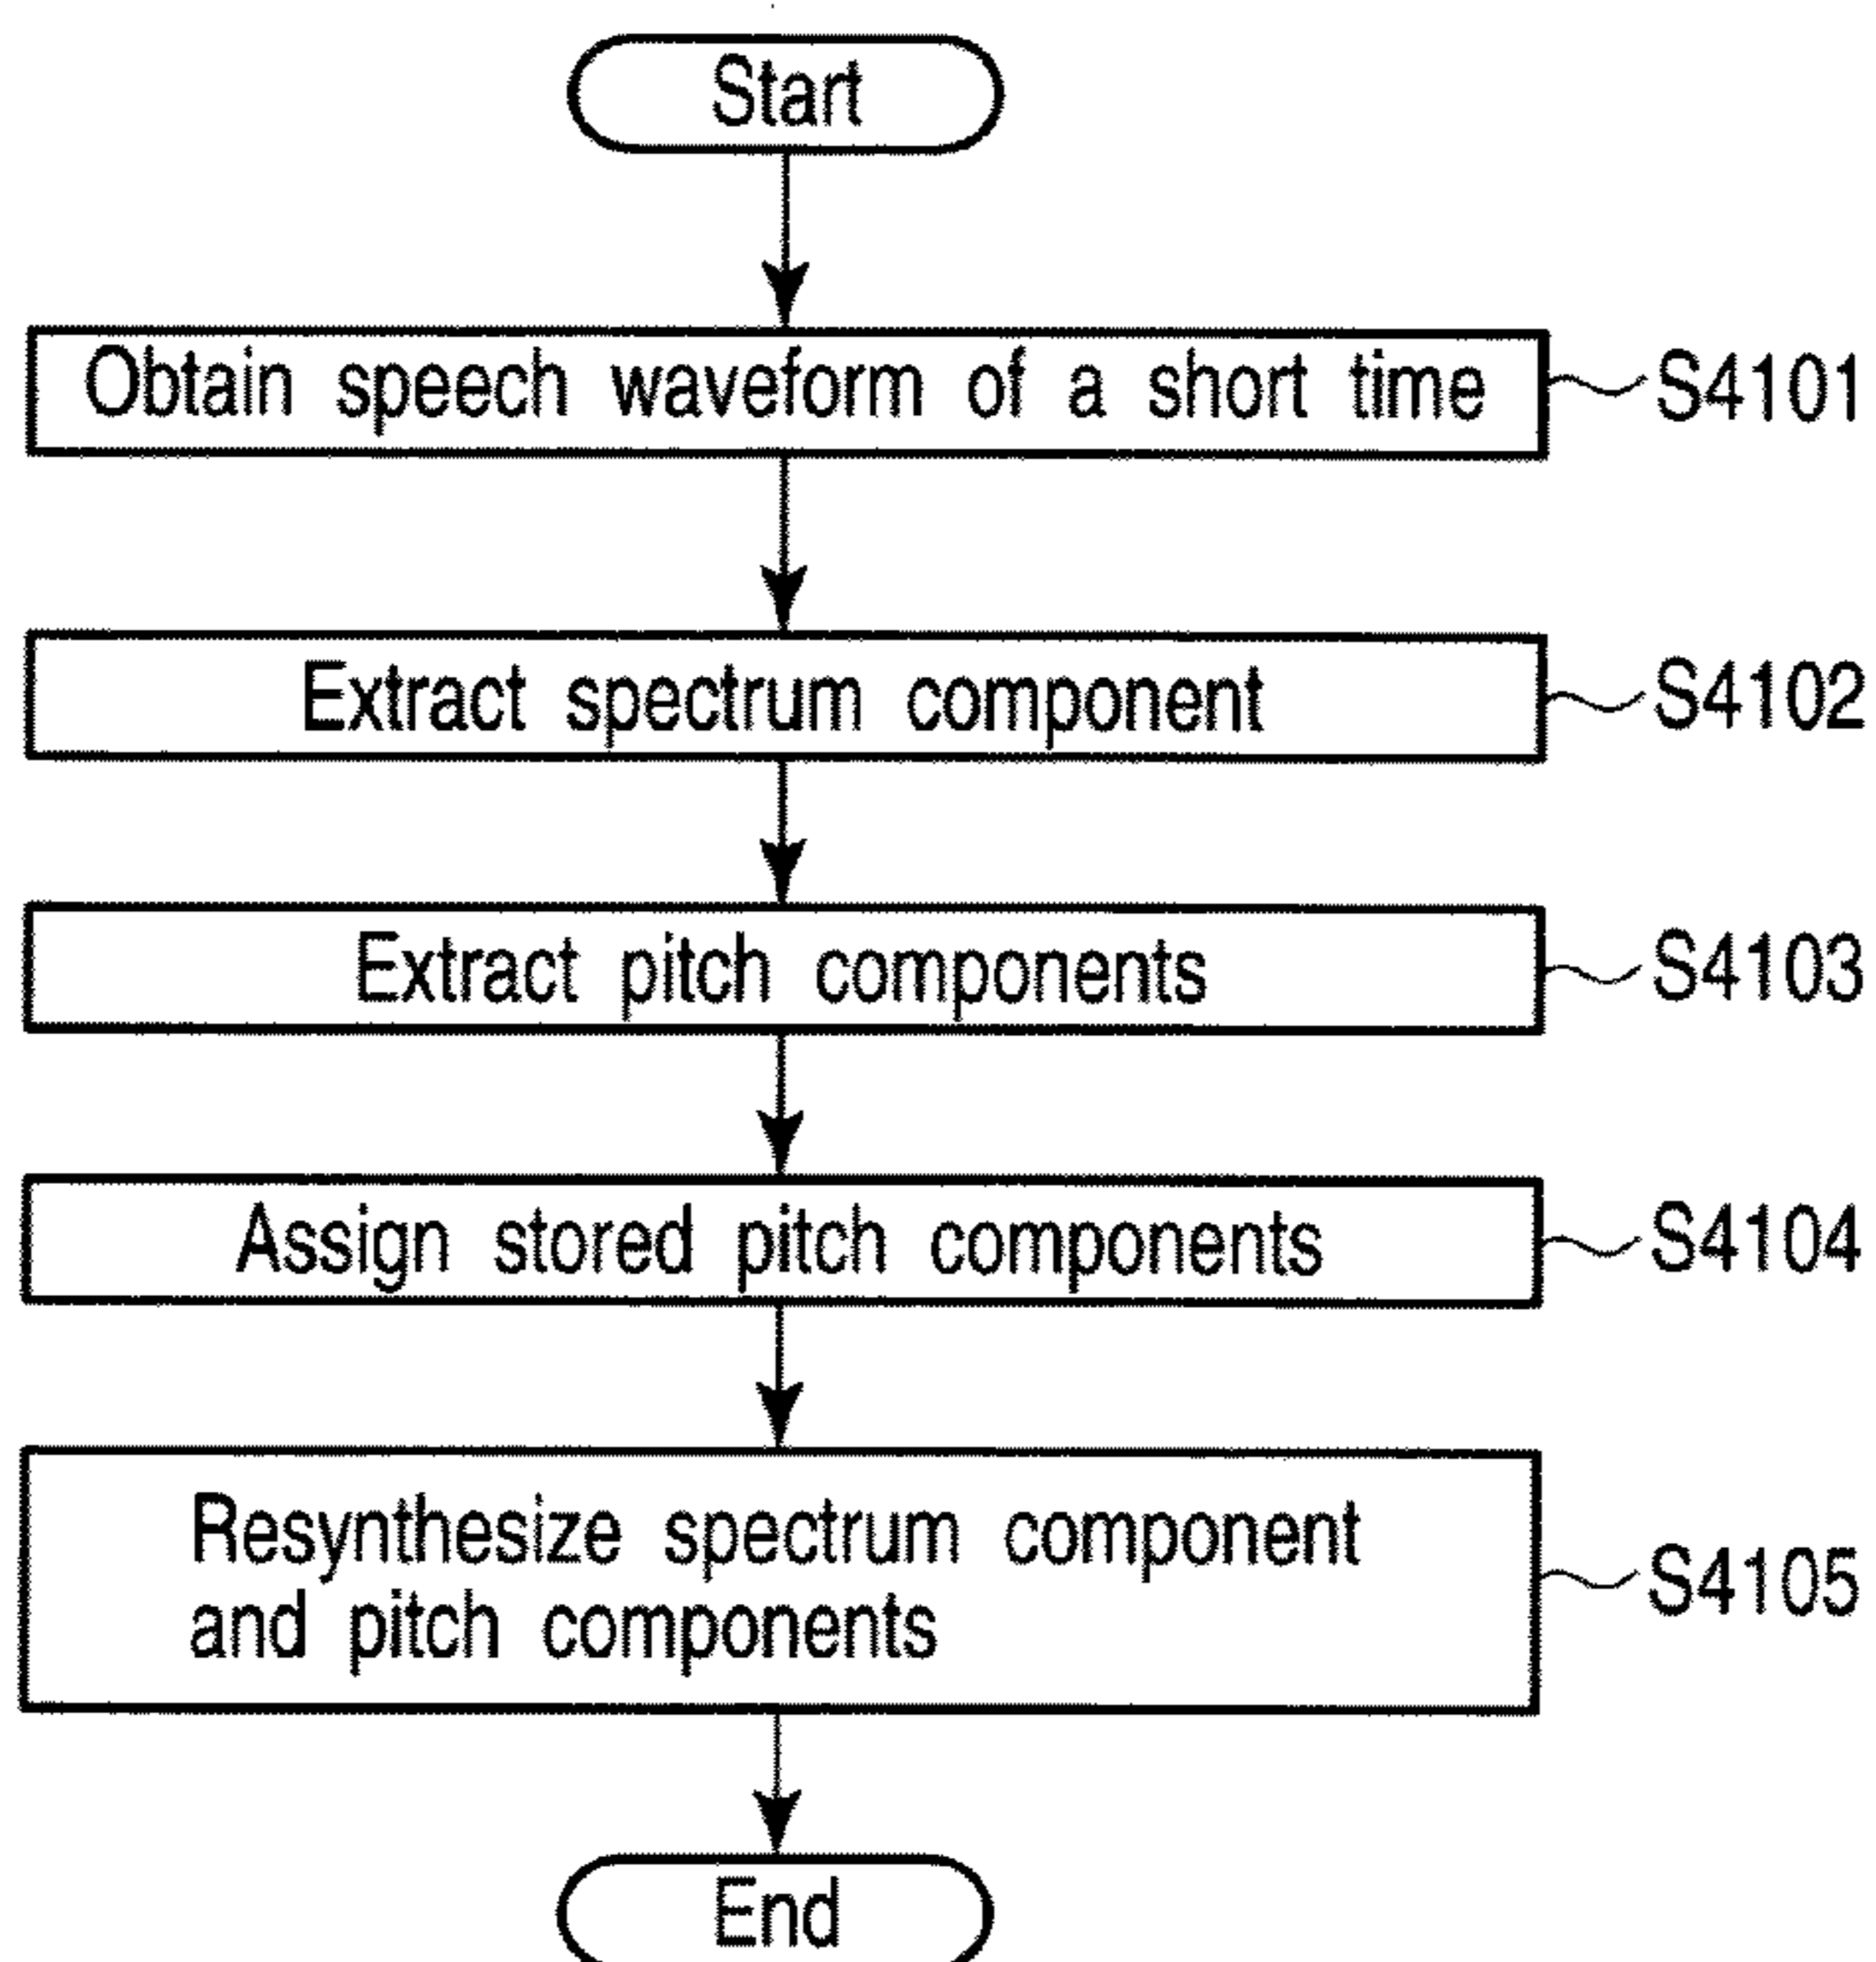 Start
Obtain speech waveform of a short time S4101
Extract spectrum component S4102
Extract pitch components S4103
Assign stored pitch components S4104
Resynthesize spectrum component
and pitch components S4105
End